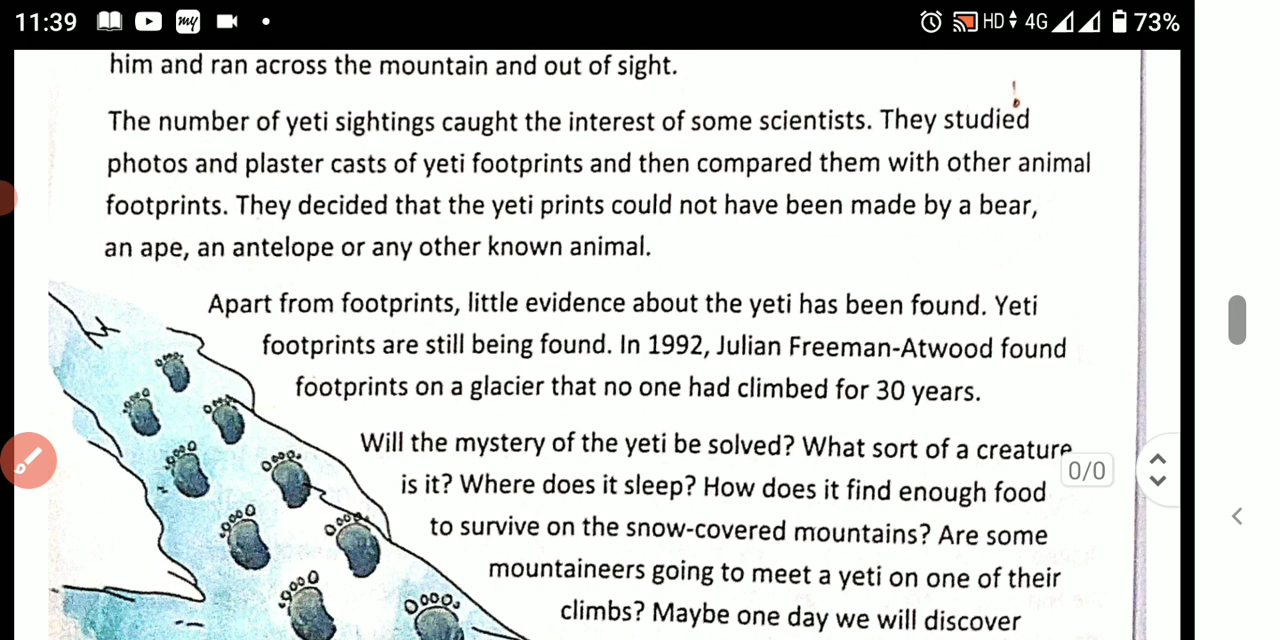 11:39 my HD 4G 73%
him and ran across the mountain and out of sight.
The number of yeti sightings caught the interest of some scientists. They studied
photos and plaster casts of yeti footprints and then compared them with other animal
footprints. They decided that the yeti prints could not have been made by a bear,
an ape, an antelope or any other known animal.
Apart from footprints, little evidence about the yeti has been found. Yeti
footprints are still being found. In 1992, Julian Freeman-Atwood found
footprints on a glacier that no one had climbed for 30 years.
Will the mystery of the yeti be solved? What sort of a creature
is it? Where does it sleep? How does it find enough food
0/0
to survive on the snow-covered mountains? Are some
mountaineers going to meet a yeti on one of their
climbs? Maybe one day we will discover